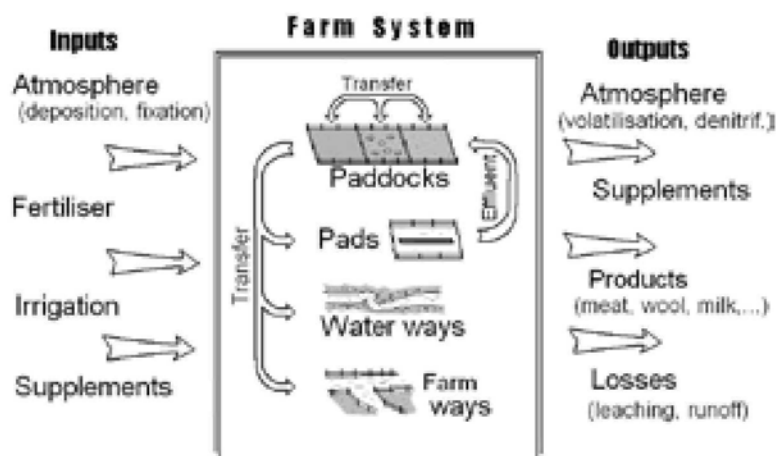 Inputs
Atmosphere
(deposition, fixation)
Fertiliser
Irrigation
Supplements
Farm System
Transfer
Paddocks
Effluent
Pads
Transfer
Water ways
Farm
ways
Outputs
Atmosphere
(volatilisation, denitrif.)
Supplements
Products
(meat, wool, milk,...)
Losses
(leaching, runoff)